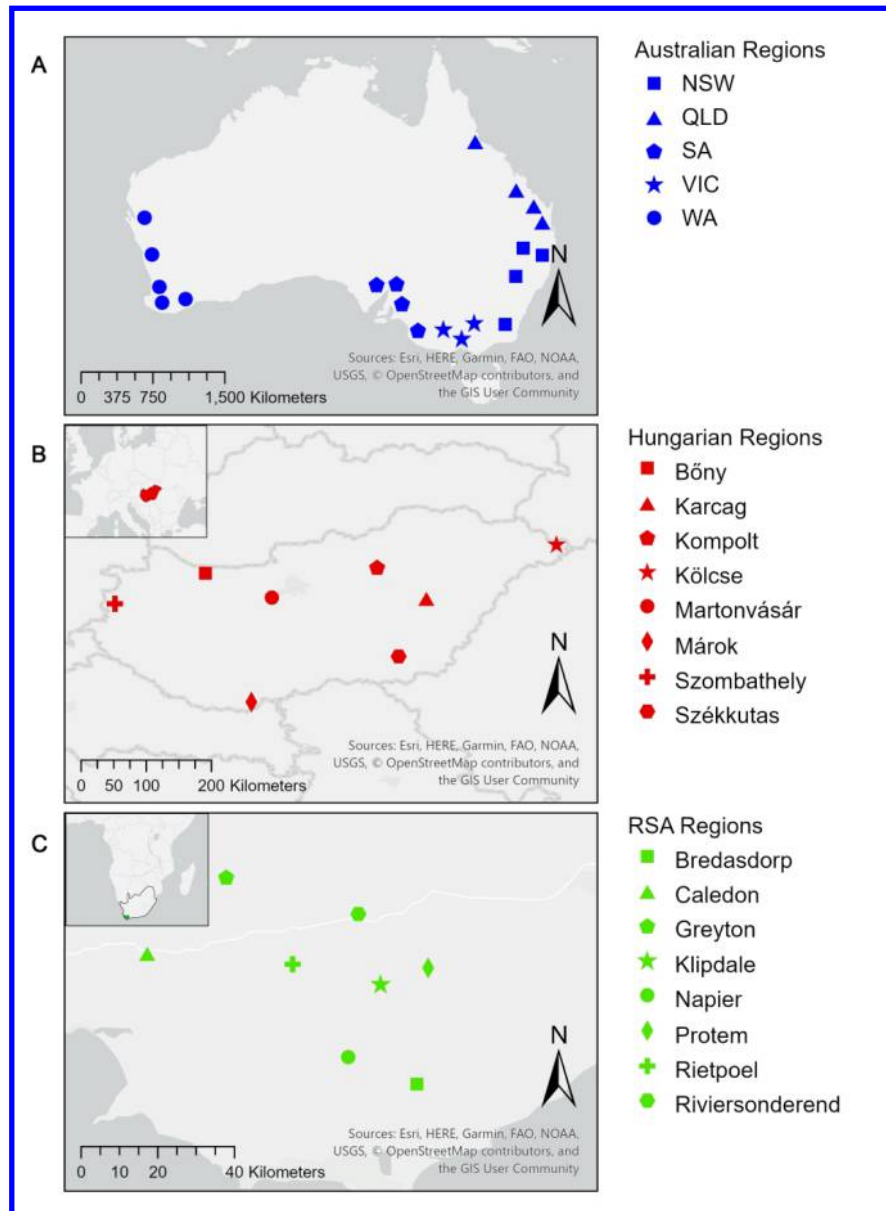 A
Australian Regions
NSW
QLD
SA
VIC
WA
N
Sources: Esri, HERE, Garmin, FAO, NOAA,
USGS, © OpenStreetMap contributors, and
the GIS User Community
0 375 750 1,500 Kilometers
B
Hungarian Regions
Bőny
Karcag
Kompolt
Kölcse
Martonvásár
Márok
Szombathely
Székkutas
N
Sources: Esri, HERE, Garmin, FAO, NOAA,
USGS, © OpenStreetMap contributors, and
the GIS User Community
0 50 100 200 Kilometers
C
RSA Regions
Bredasdorp
Caledon
Greyton
Klipdale
Napier
Protem
Rietpoel
Riviersonderend
N
Sources: Esri, HERE, Garmin, FAO, NOAA,
USGS, © OpenStreetMap contributors, and
the GIS User Community
0 10 20 40 Kilometers